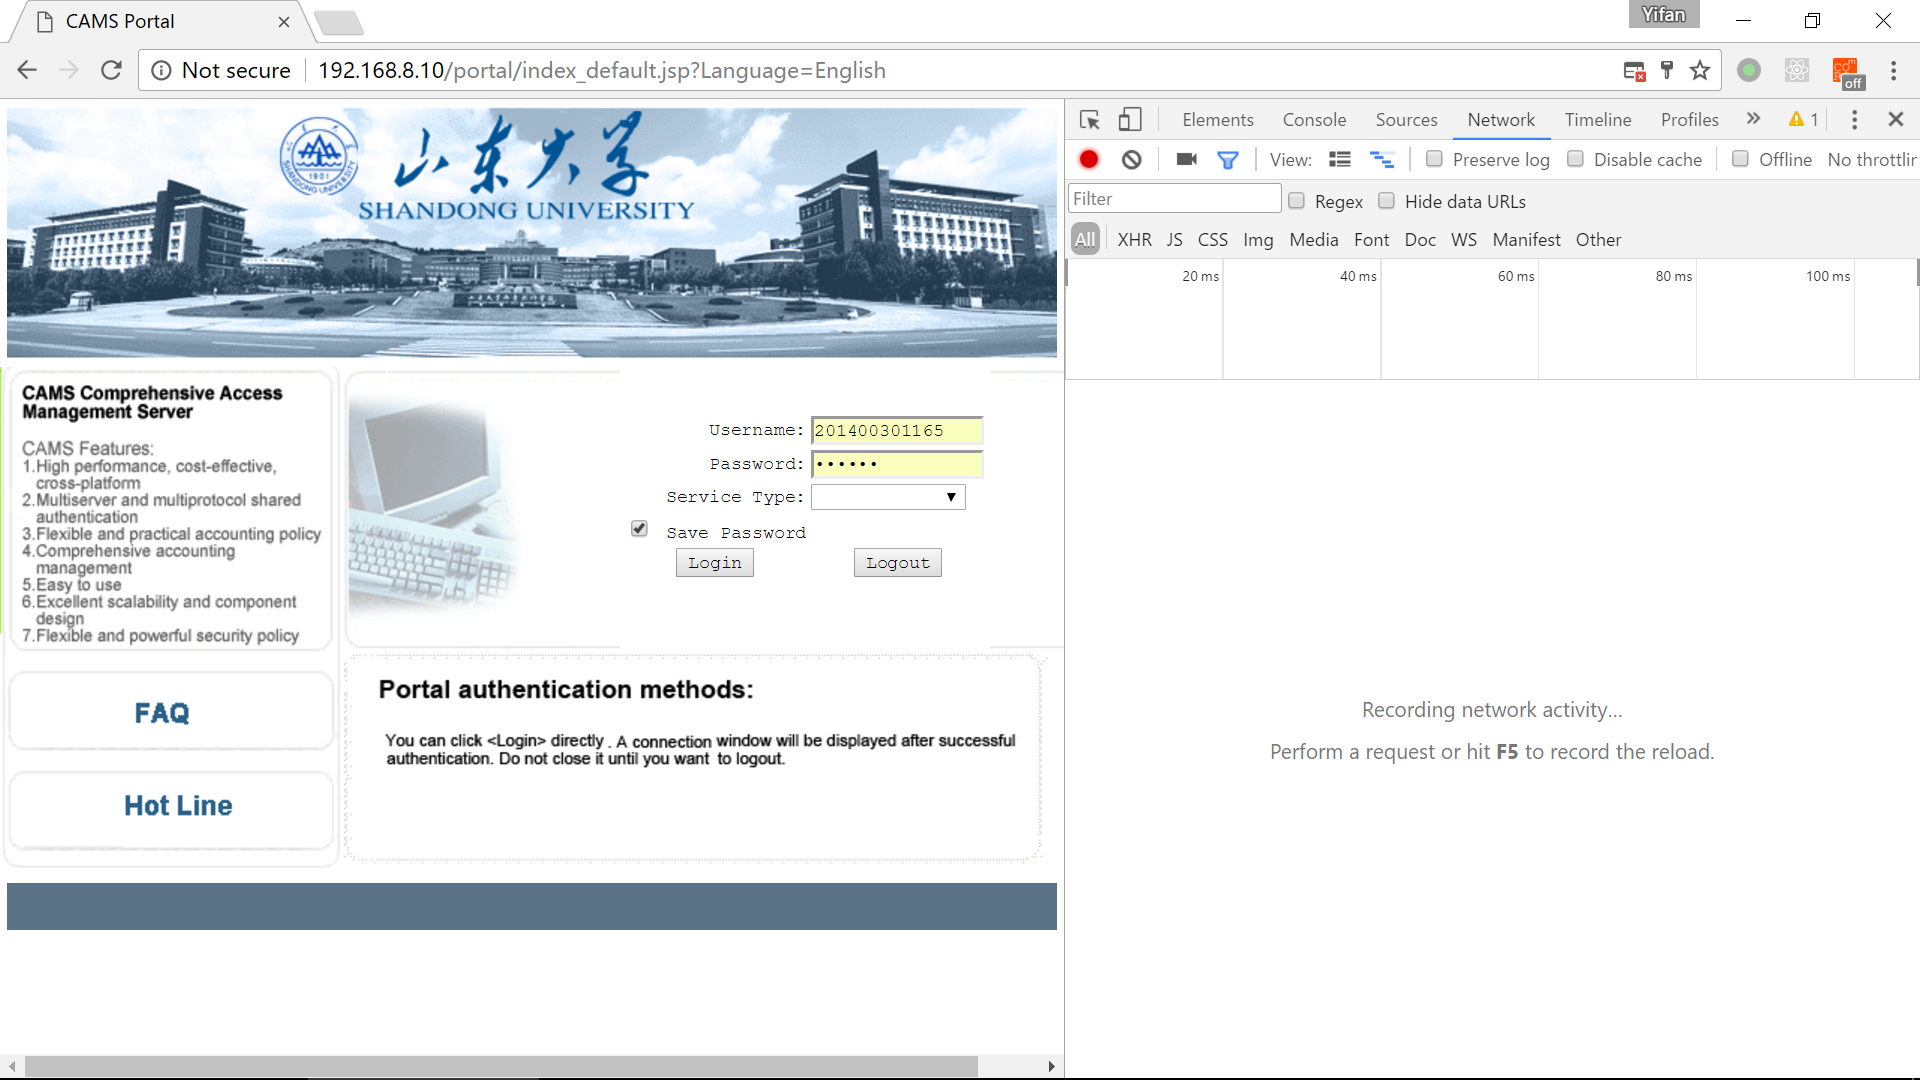 CAMS Portal
Yifan
Not secure
192.168.8.10/portal/index_default.jsp?Language=English
off
山东大学
SHANDONG UNIVERSITY
1901
CAMS Comprehensive Access
Management Server
CAMS Features:
1.High performance, cost-effective,
cross-platform
2.Multiserver and multiprotocol shared
authentication
3.Flexible and practical accounting policy
4.Comprehensive accounting
management
5.Easy to use
6.Excellent scalability and component
design
7.Flexible and powerful security policy
FAQ
Hot Line
Username: 201400301165
Password: ••••••
Service Type:
Save Password
Login Logout
Portal authentication methods:
You can click <Login> directly . A connection window will be displayed after successful
authentication. Do not close it until you want to logout.
Elements Console Sources Network Timeline Profiles » 1
View: Preserve log Disable cache Offline No throttlin
Filter Regex Hide data URLs
All XHR JS CSS Img Media Font Doc WS Manifest Other
20 ms 40 ms 60 ms 80 ms 100 ms
Recording network activity...
Perform a request or hit F5 to record the reload.